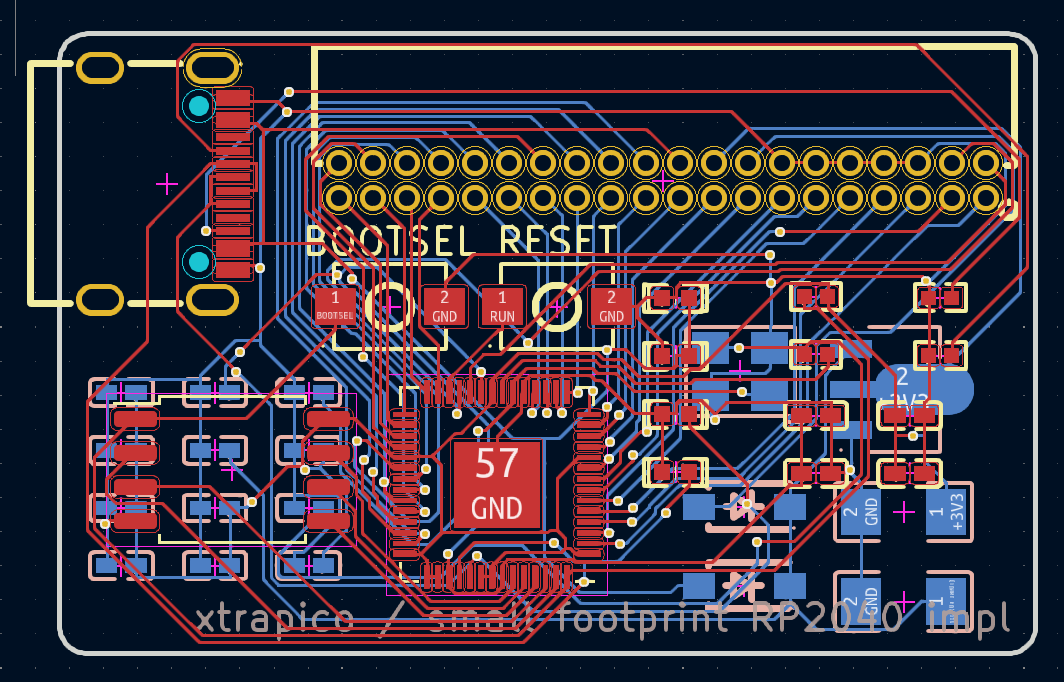 BOOTSEL RESET
1
BOOTSEL
2
GND
1
RUN
2
GND
2
+3V3
57
GND
2
GND
1
+3V3
2
GND
1
xtrapico / small footprint RP2040 impl